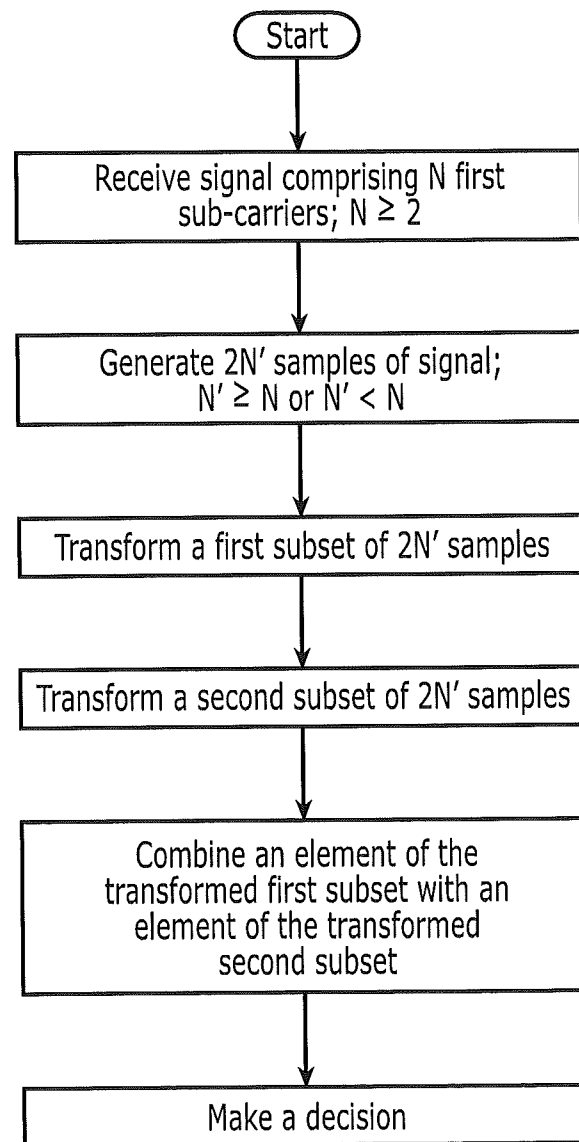 Start
Receive signal comprising N first
sub-carriers; N ≥ 2
Generate 2N' samples of signal;
N' ≥ N or N' < N
Transform a first subset of 2N' samples
Transform a second subset of 2N' samples
Combine an element of the
transformed first subset with an
element of the transformed
second subset
Make a decision